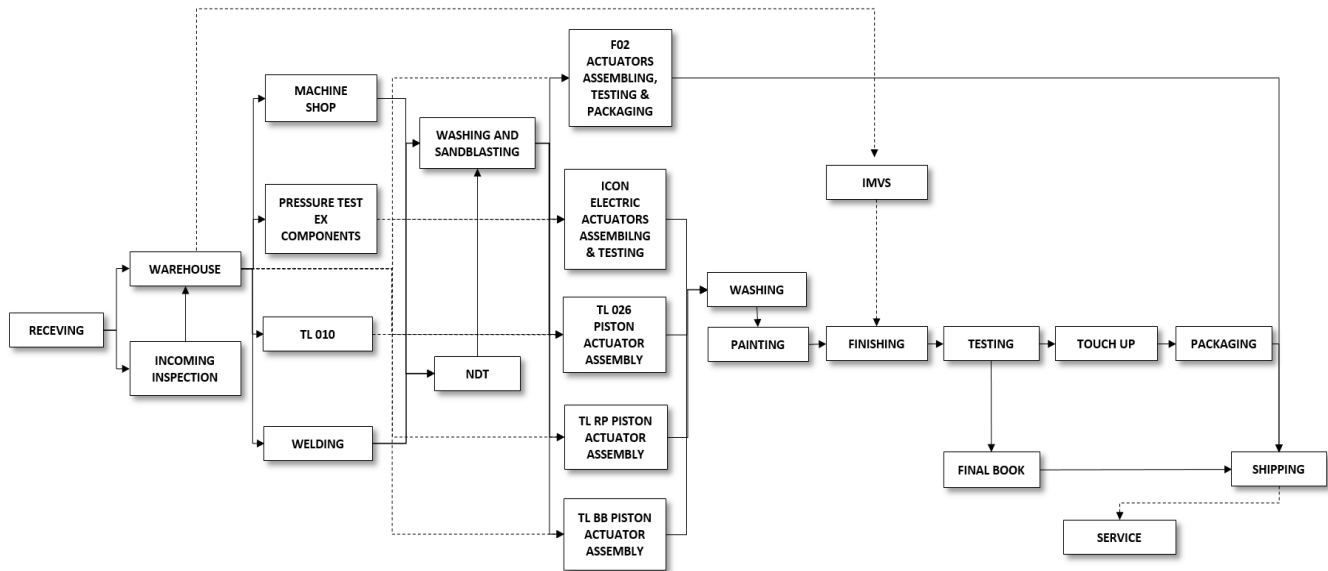 RECEVING
WAREHOUSE
INCOMING
INSPECTION
MACHINE
SHOP
PRESSURE TEST
EX
COMPONENTS
TL 010
WELDING
WASHING AND
SANDBLASTING
NDT
F02
ACTUATORS
ASSEMBLING,
TESTING &
PACKAGING
ICON
ELECTRIC
ACTUATORS
ASSEMBILNG
& TESTING
TL 026
PISTON
ACTUATOR
ASSEMBLY
TL RP PISTON
ACTUATOR
ASSEMBLY
TL BB PISTON
ACTUATOR
ASSEMBLY
WASHING
PAINTING
IMVS
FINISHING
TESTING
TOUCH UP
PACKAGING
FINAL BOOK
SHIPPING
SERVICE